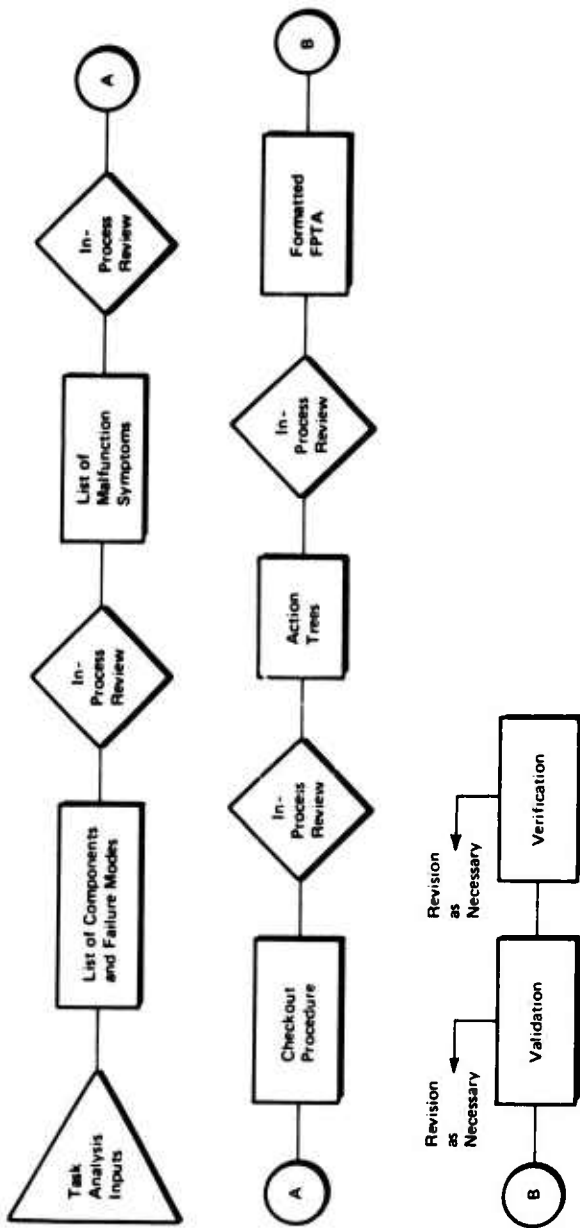 Task
Analysis
Inputs
List of Components
and Failure Modes
In-
Process
Review
List of
Malfunction
Symptoms
In-
Process
Review
A
A
Checkout
Procedure
In-
Process
Review
Action
Trees
In-
Process
Review
Formatted
FPTA
B
B
Revision
as
Necessary
Validation
Revision
as
Necessary
Verification